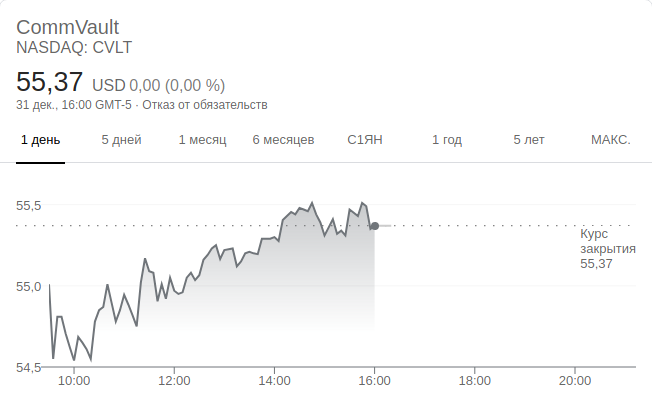 CommVault
NASDAQ: CVLT
55,37 USD 0,00 (0,00 %)
31 дек., 16:00 GMT-5 · Отказ от обязательств
1 день 5 дней 1 месяц 6 месяцев С1ЯН 1 год 5 лет МАКС.
55,5
Курс
закрытия
55,37
55,0
54,5
10:00 12:00 14:00 16:00 18:00 20:00